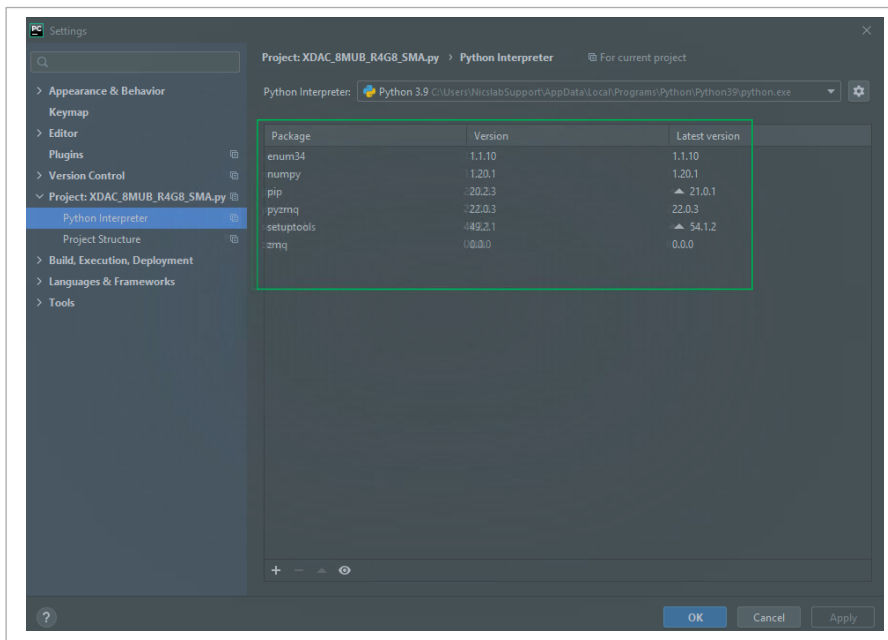 PC Settings
Project: XDAC_8MUB_R4G8_SMA.py > Python Interpreter For current project
Appearance & Behavior
Keymap
Editor
Plugins
Version Control
Project: XDAC_8MUB_R4G8_SMA.py
Python Interpreter
Project Structure
Build, Execution, Deployment
Languages & Frameworks
Tools
Python Interpreter: Python 3.9 C:\Users\NicslabSupport\AppData\Local\Programs\Python\Python39\python.exe
Package Version Latest version
enum34 1.1.10 1.1.10
numpy 1.20.1 1.20.1
pip 20.2.3 21.0.1
pyzmq 22.0.3 22.0.3
setuptools 49.2.1 54.1.2
zmq 0.0.0 0.0.0
? OK Cancel Apply